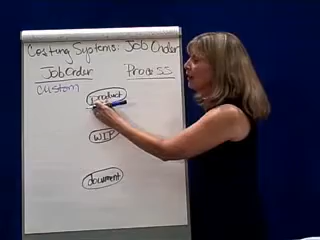 Costing Systems: Job Order
Job Order Process
custom
product
WIP
document